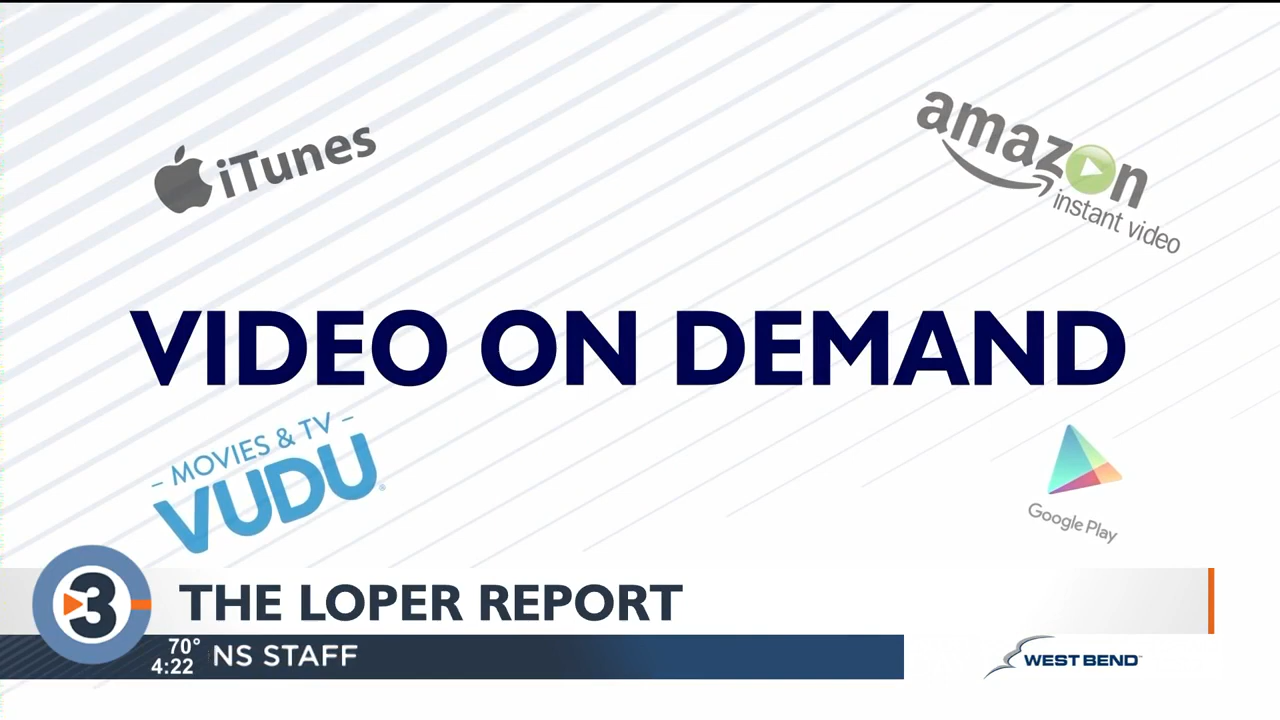 iTunes
amazon
instant video
VIDEO ON DEMAND
– MOVIES & TV –
VUDU®
Google Play
3 THE LOPER REPORT
70°
4:22
NS STAFF
WEST BEND™